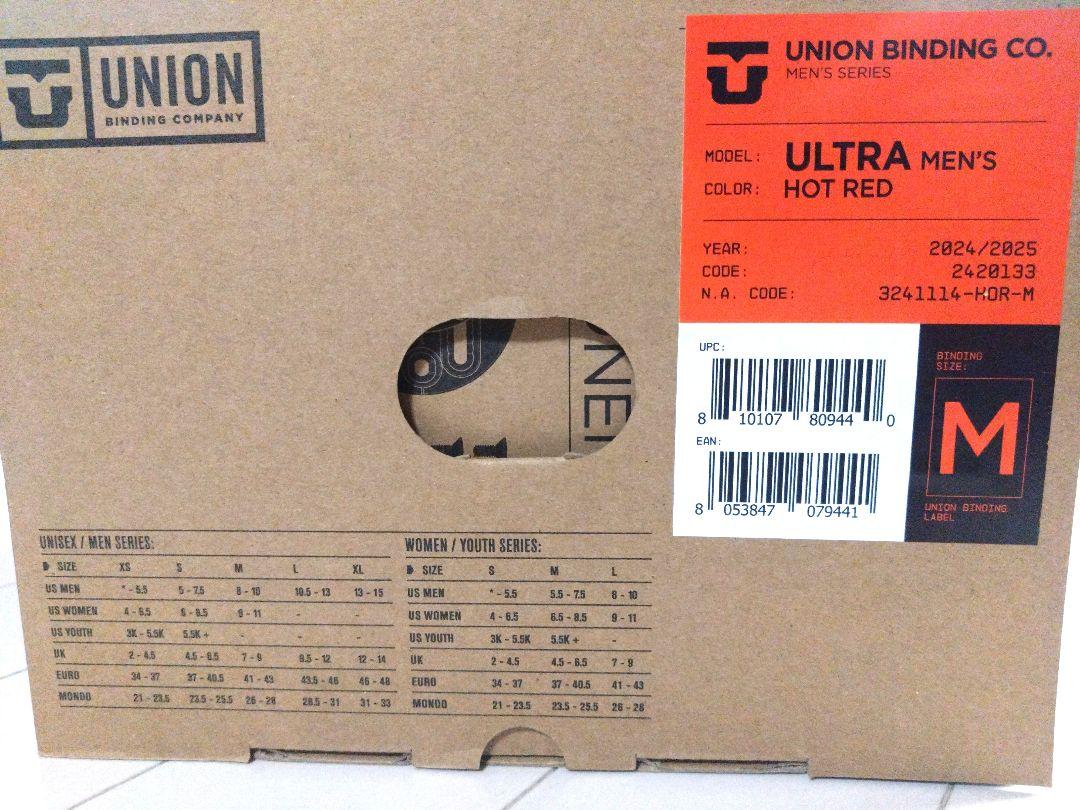 UNION
BINDING COMPANY
UNION BINDING CO.
MEN'S SERIES
MODEL: ULTRA MEN'S
COLOR: HOT RED
YEAR: 2024/2025
CODE: 2420133
N.A. CODE: 3241114-HOR-M
UPC:
8 10107 80944 0
EAN:
8 053847 079441
BINDING
SIZE:
M
UNION BINDING
LABEL
UNISEX / MEN SERIES:
SIZE XS S M L XL
US MEN * - 5.5 5 - 7.5 8 - 10 10.5 - 13 13 - 15
US WOMEN 4 - 6.5 6 - 8.5 9 - 11 - -
US YOUTH 3K - 5.5K 5.5K + - - -
UK 2 - 4.5 4.5 - 6.5 7 - 9 9.5 - 12 12 - 14
EURO 34 - 37 37 - 40.5 41 - 43 43.5 - 46 46 - 48
MONDO 21 - 23.5 23.5 - 25.5 26 - 28 28.5 - 31 31 - 33
WOMEN / YOUTH SERIES:
SIZE S M L
US MEN * - 5.5 5.5 - 7.5 8 - 10
US WOMEN 4 - 6.5 6.5 - 8.5 9 - 11
US YOUTH 3K - 5.5K 5.5K + -
UK 2 - 4.5 4.5 - 6.5 7 - 9
EURO 34 - 37 37 - 40.5 41 - 43
MONDO 21 - 23.5 23.5 - 25.5 26 - 28